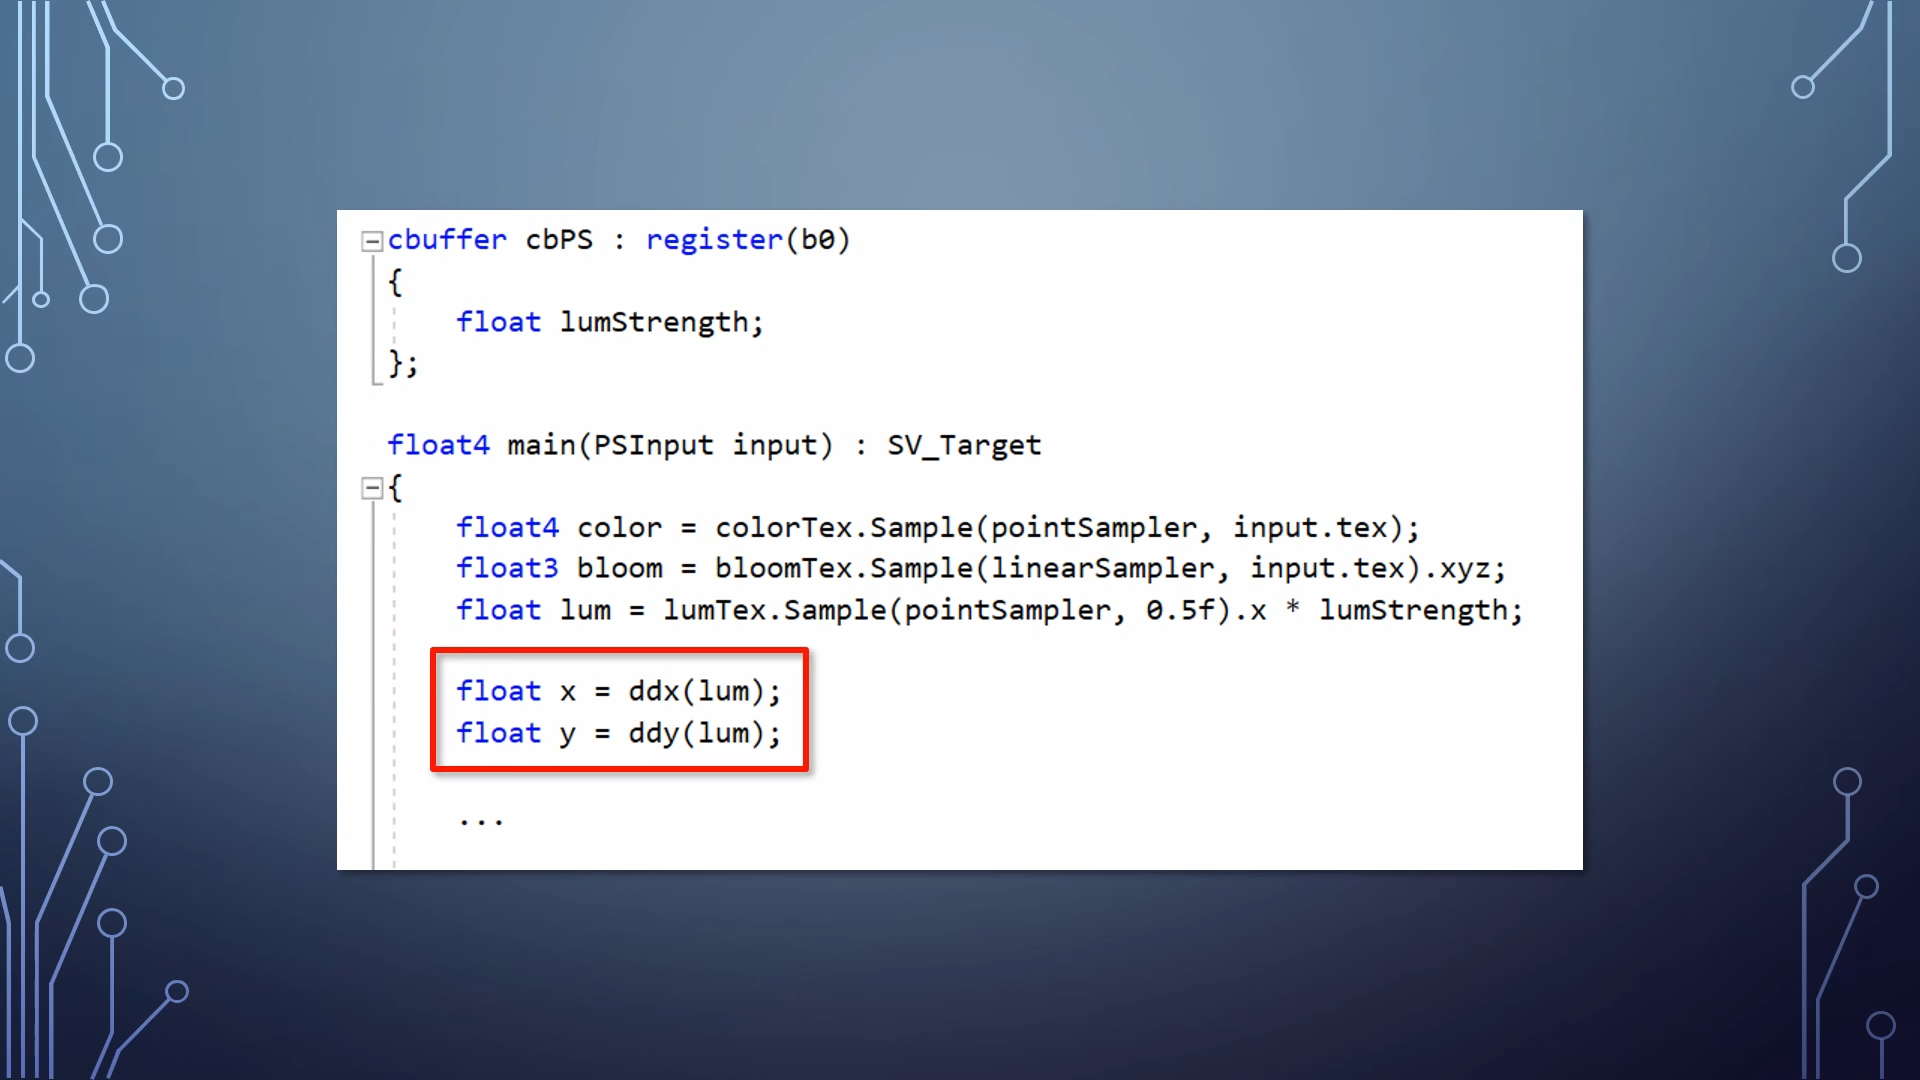 cbuffer cbPS : register(b0)
{
float lumStrength;
};
float4 main(PSInput input) : SV_Target
{
float4 color = colorTex.Sample(pointSampler, input.tex);
float3 bloom = bloomTex.Sample(linearSampler, input.tex).xyz;
float lum = lumTex.Sample(pointSampler, 0.5f).x * lumStrength;
float x = ddx(lum);
float y = ddy(lum);
...